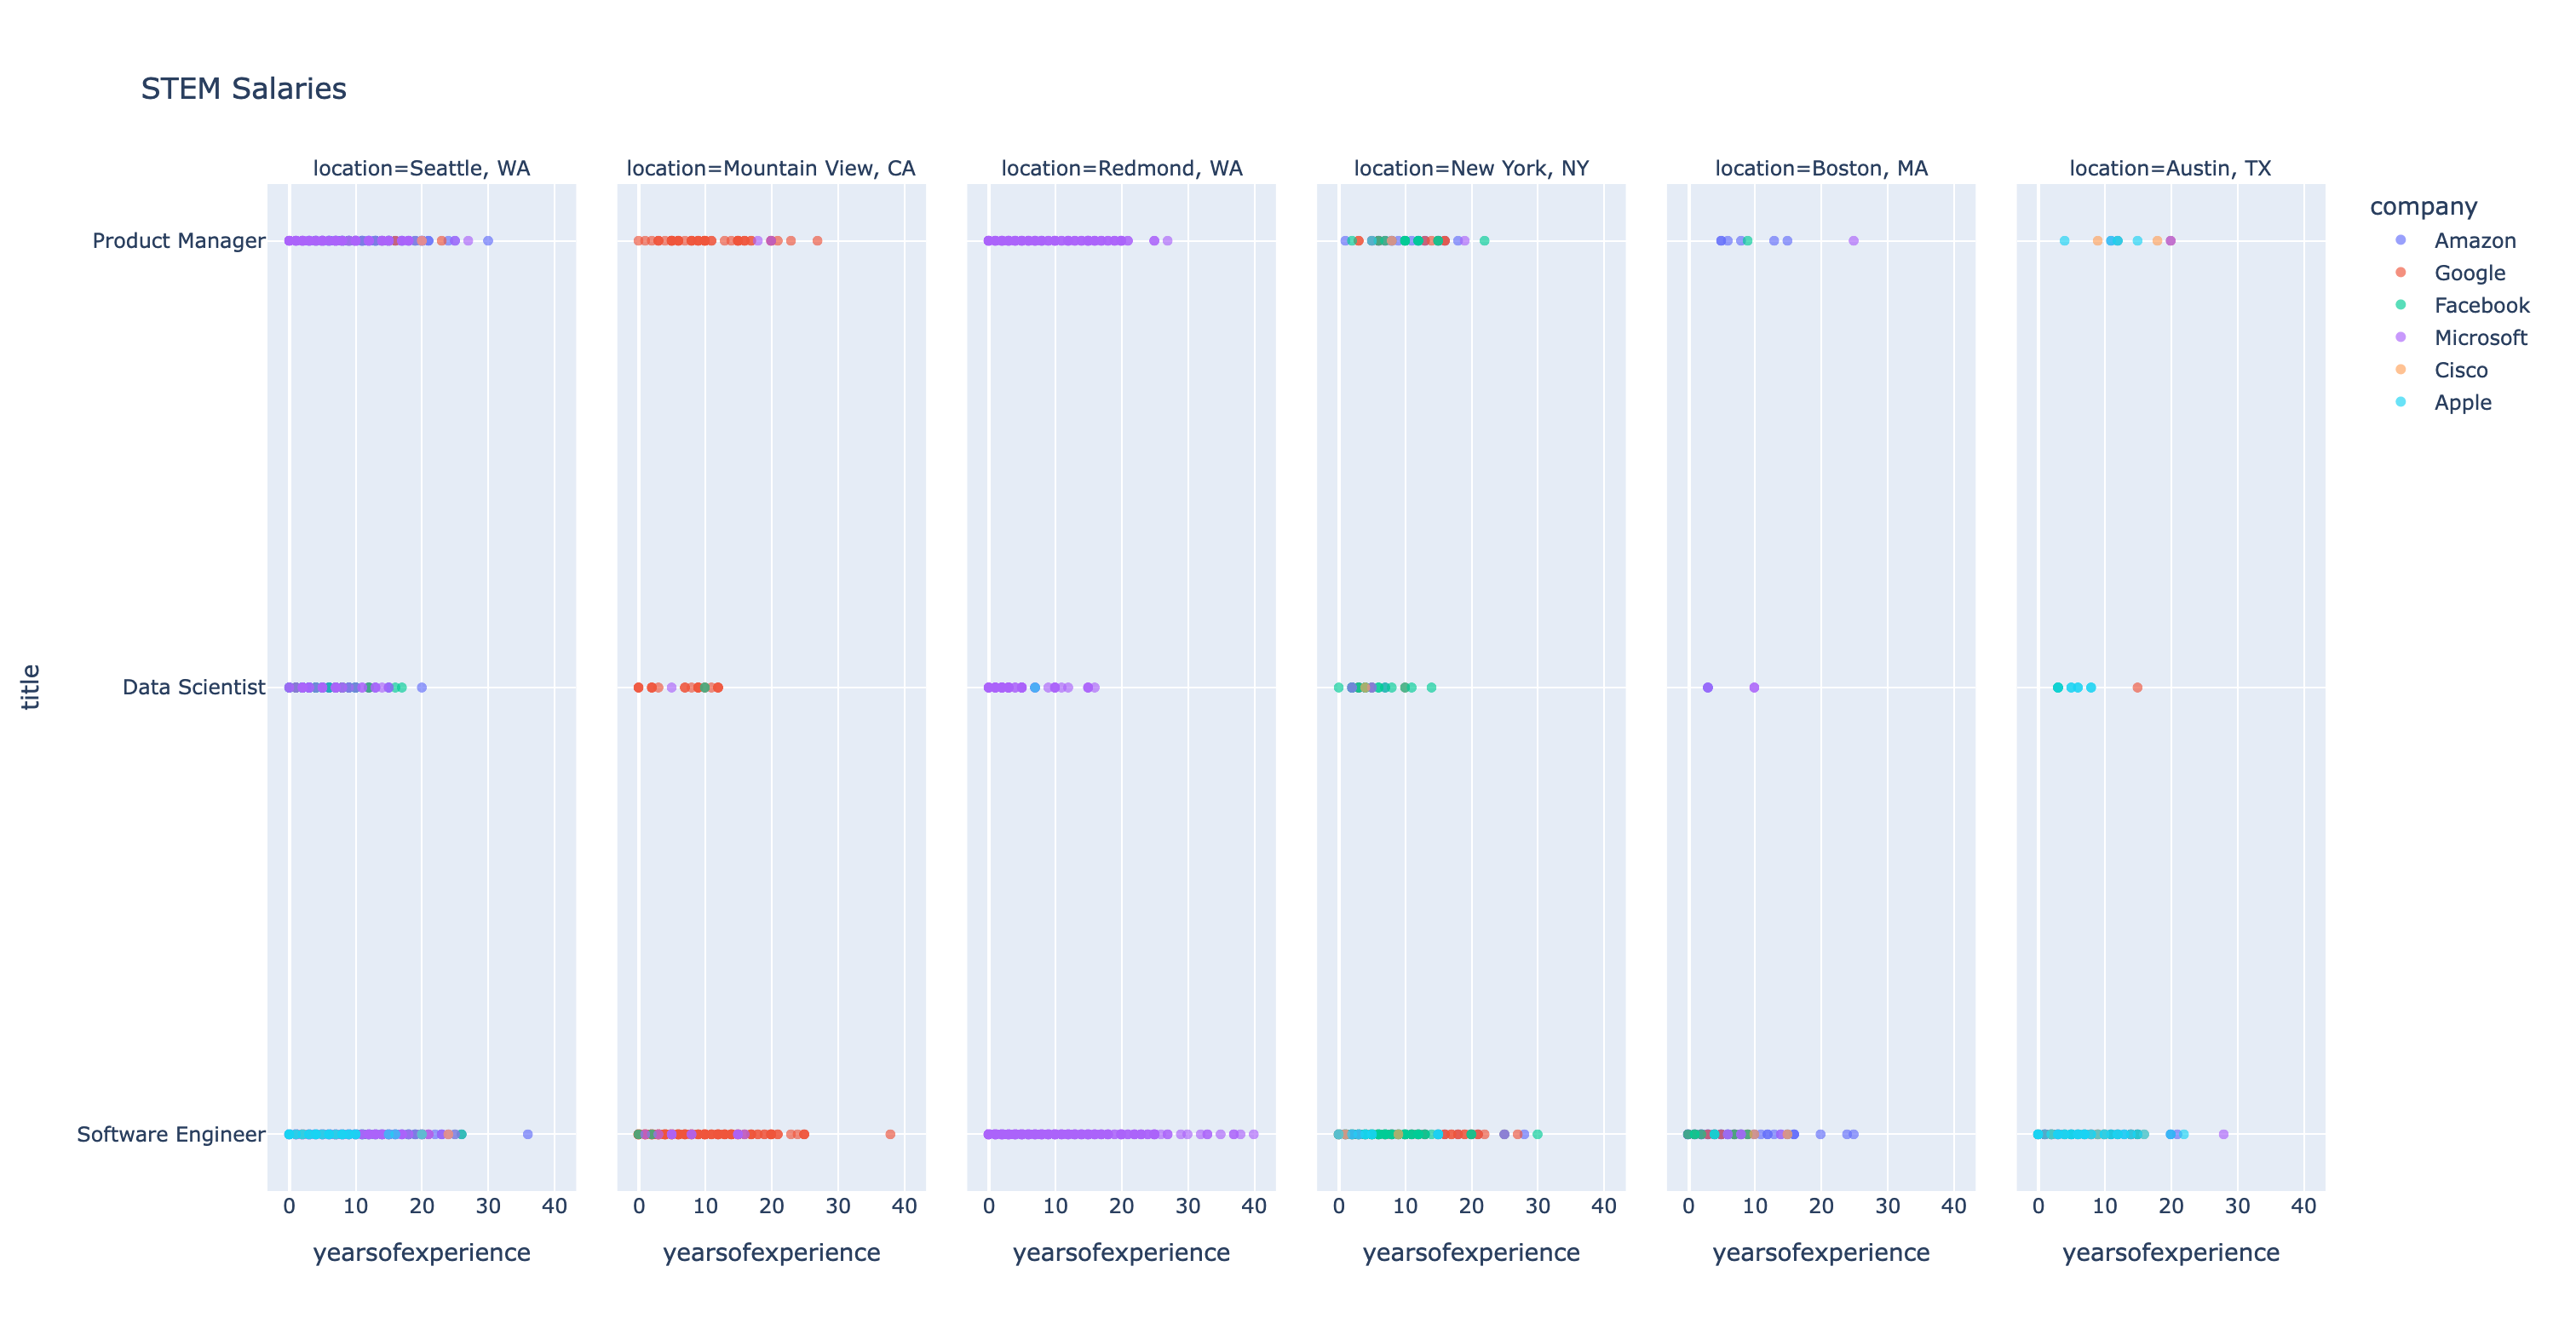 STEM Salaries
location=Seattle, WA
location=Mountain View, CA
location=Redmond, WA
location=New York, NY
location=Boston, MA
location=Austin, TX
company
Amazon
Google
Facebook
Microsoft
Cisco
Apple
title
Product Manager
Data Scientist
Software Engineer
0 10 20 30 40
0 10 20 30 40
0 10 20 30 40
0 10 20 30 40
0 10 20 30 40
0 10 20 30 40
yearsofexperience
yearsofexperience
yearsofexperience
yearsofexperience
yearsofexperience
yearsofexperience